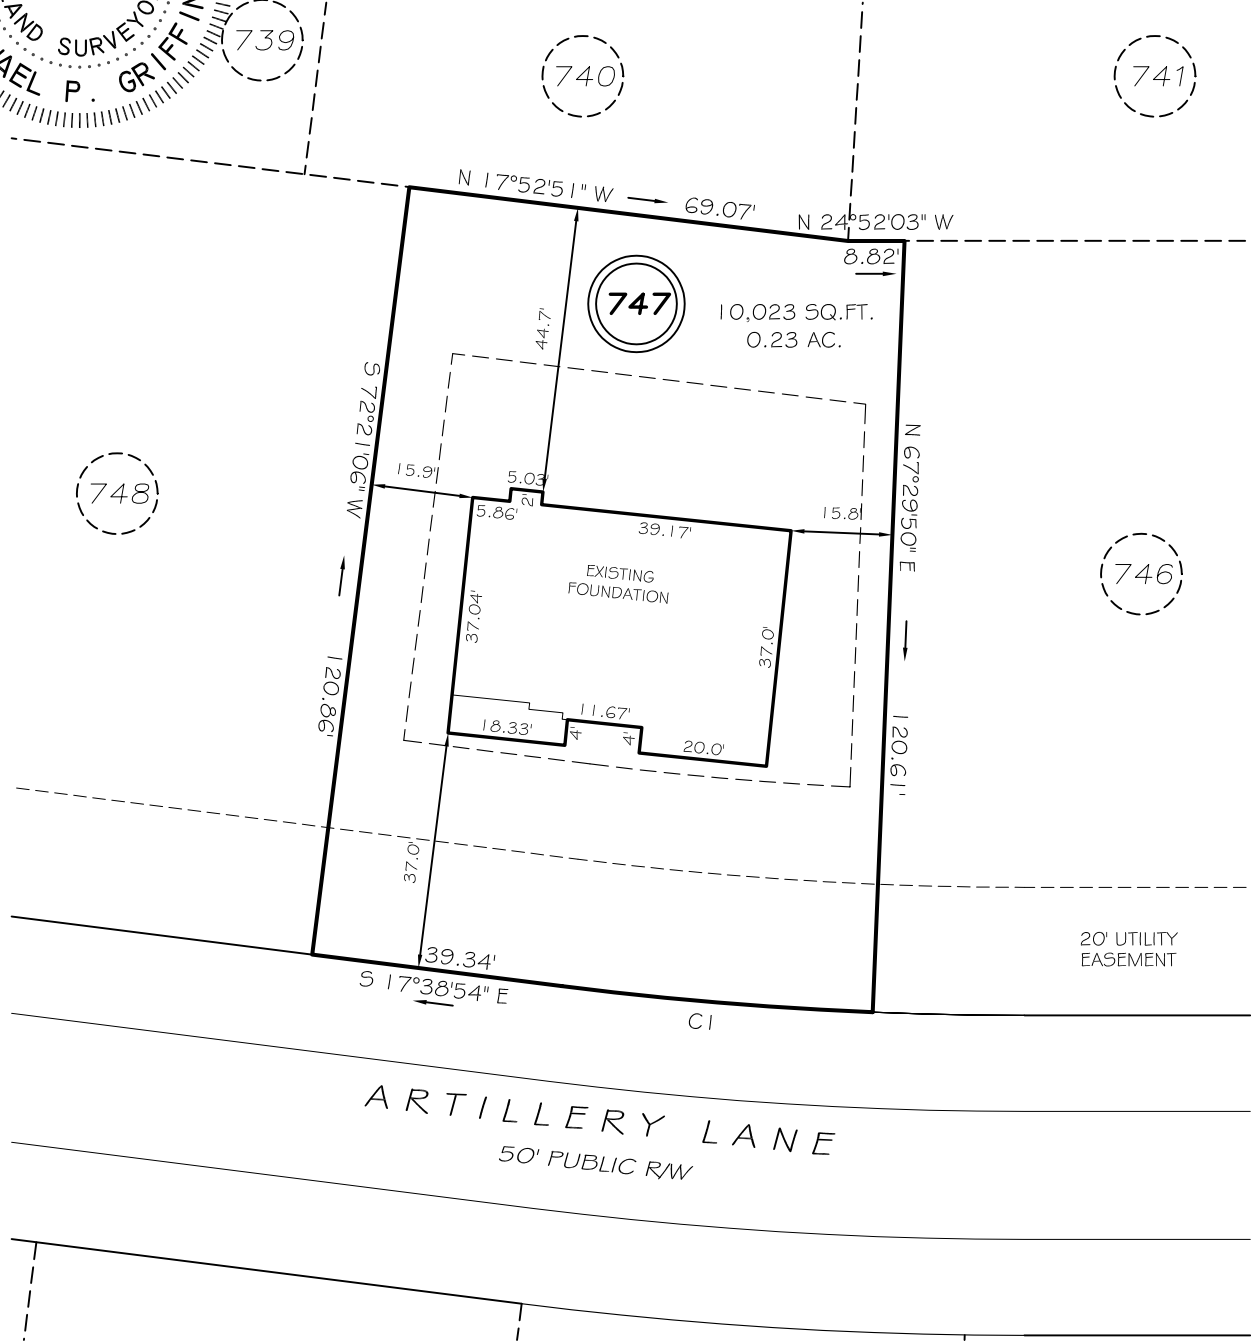 AND SURVEYO
AEL P. GRIFFIN
739
740
741
N 17°52'51" W
69.07'
N 24°52'03" W
8.82'
747
10,023 SQ.FT.
0.23 AC.
44.7'
S 72°21'06" W
120.86'
N 67°29'50" E
120.61'
748
746
15.9'
5.03'
2'
5.86'
39.17'
15.8'
EXISTING
FOUNDATION
37.04'
37.0'
11.67'
18.33'
4'
4'
20.0'
37.0'
39.34'
S 17°38'54" E
C1
20' UTILITY
EASEMENT
ARTILLERY LANE
50' PUBLIC R/W